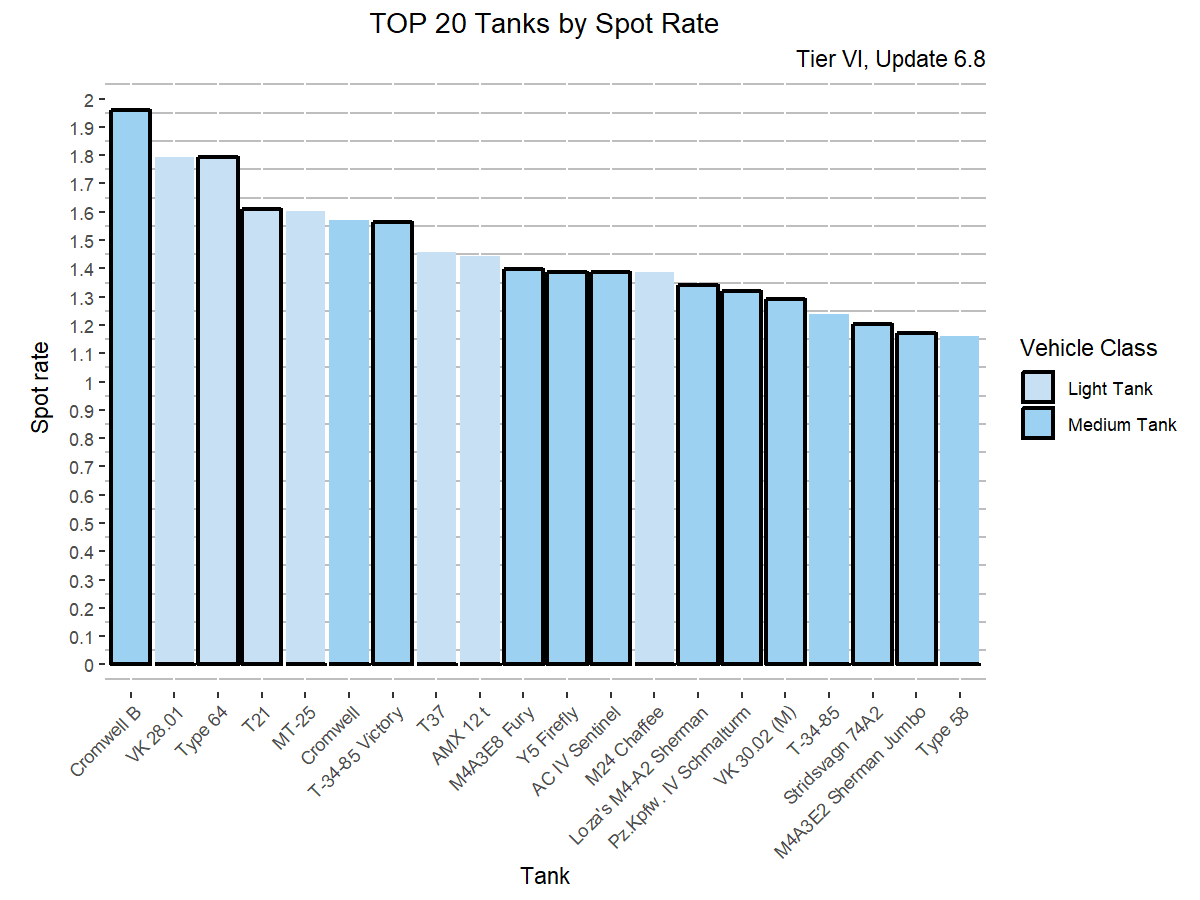 TOP 20 Tanks by Spot Rate
Tier VI, Update 6.8
Spot rate
2
1.9
1.8
1.7
1.6
1.5
1.4
1.3
1.2
1.1
1
0.9
0.8
0.7
0.6
0.5
0.4
0.3
0.2
0.1
0
Cromwell B
VK 28.01
Type 64
T21
MT-25
Cromwell
T-34-85 Victory
T37
AMX 12 t
M4A3E8 Fury
Y5 Firefly
AC IV Sentinel
M24 Chaffee
Loza's M4-A2 Sherman
Pz.Kpfw. IV Schmalturm
VK 30.02 (M)
T-34-85
Stridsvagn 74A2
M4A3E2 Sherman Jumbo
Type 58
Tank
Vehicle Class
Light Tank
Medium Tank